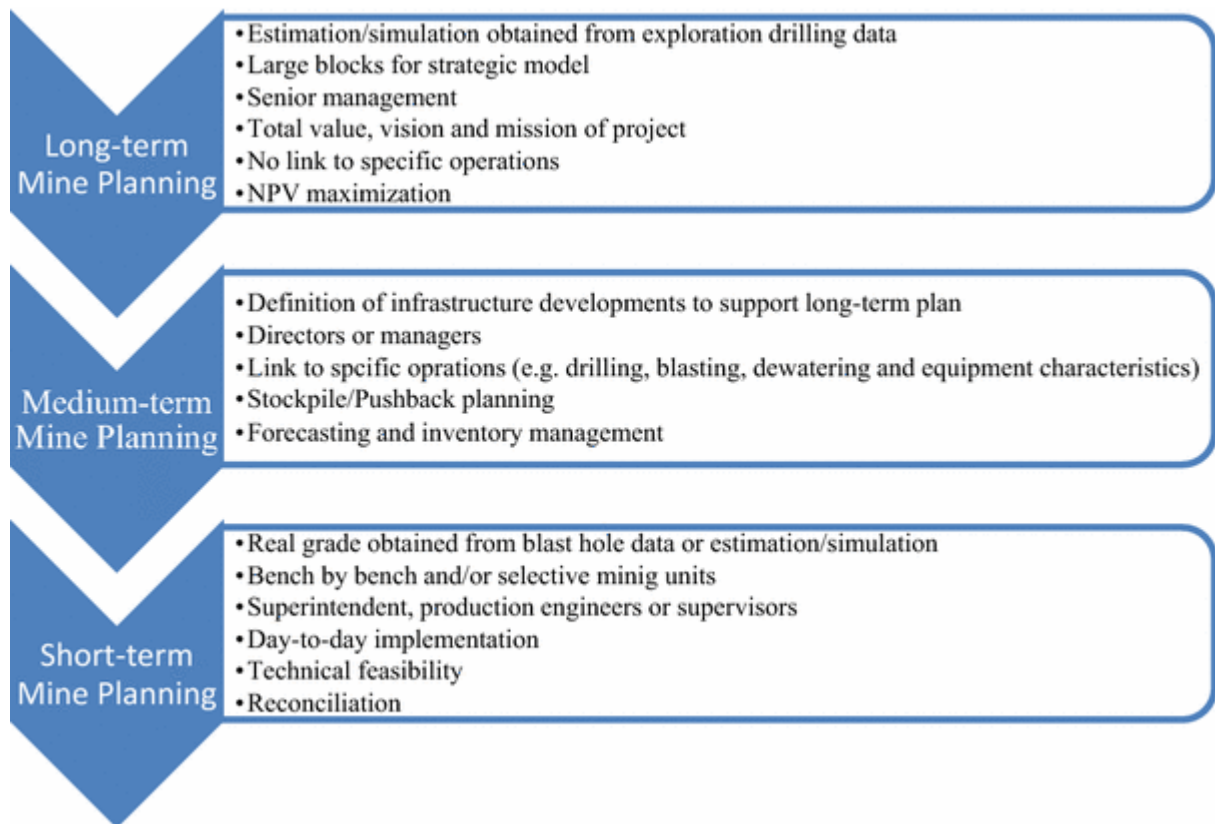 Long-term
Mine Planning
•Estimation/simulation obtained from exploration drilling data
•Large blocks for strategic model
•Senior management
•Total value, vision and mission of project
•No link to specific operations
•NPV maximization
Medium-term
Mine Planning
•Definition of infrastructure developments to support long-term plan
•Directors or managers
•Link to spcific oprations (e.g. drilling, blasting, dewatering and equipment characteristics)
•Stockpile/Pushback planning
•Forecasting and inventory management
Short-term
Mine Planning
•Real grade obtained from blast hole data or estimation/simulation
•Bench by bench and/or selective minig units
•Superintendent, production engineers or supervisors
•Day-to-day implementation
•Technical feasibility
•Reconciliation